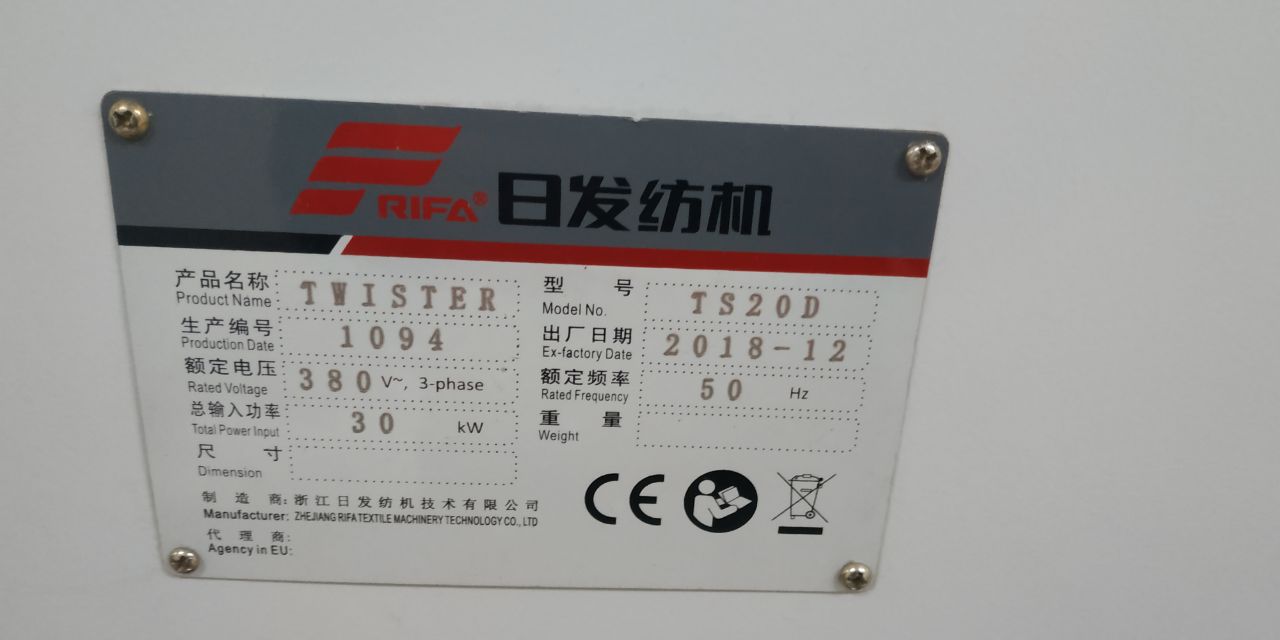 RIFA® 日发纺机
产品名称 TWISTER 型 号 TS20D
Product Name Model No.
生产编号 1094 出厂日期 2018-12
Production Date Ex-factory Date
额定电压 380 V~, 3-phase 额定频率 50 Hz
Rated Voltage Rated Frequency
总输入功率 30 kW 重 量
Total Power Input Weight
尺 寸
Dimension
制 造 商: 浙江日发纺机技术有限公司
Manufacturer: ZHEJIANG RIFA TEXTILE MACHINERY TECHNOLOGY CO., LTD
代 理 商:
Agency in EU:
CE